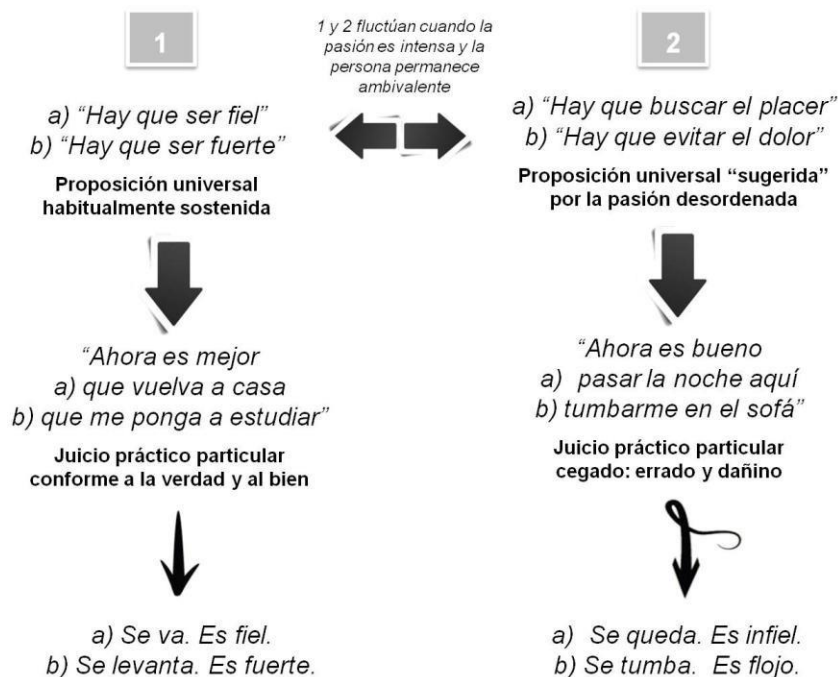 1
a) “Hay que ser fiel”
b) “Hay que ser fuerte”
Proposición universal
habitualmente sostenida
1 y 2 fluctúan cuando la
pasión es intensa y la
persona permanece
ambivalente
2
a) “Hay que buscar el placer”
b) “Hay que evitar el dolor”
Proposición universal “sugerida”
por la pasión desordenada
“Ahora es mejor
a) que vuelva a casa
b) que me ponga a estudiar”
Juicio práctico particular
conforme a la verdad y al bien
“Ahora es bueno
a) pasar la noche aquí
b) tumbarme en el sofá”
Juicio práctico particular
cegado: errado y dañino
a) Se va. Es fiel.
b) Se levanta. Es fuerte.
a) Se queda. Es infiel.
b) Se tumba. Es flojo.